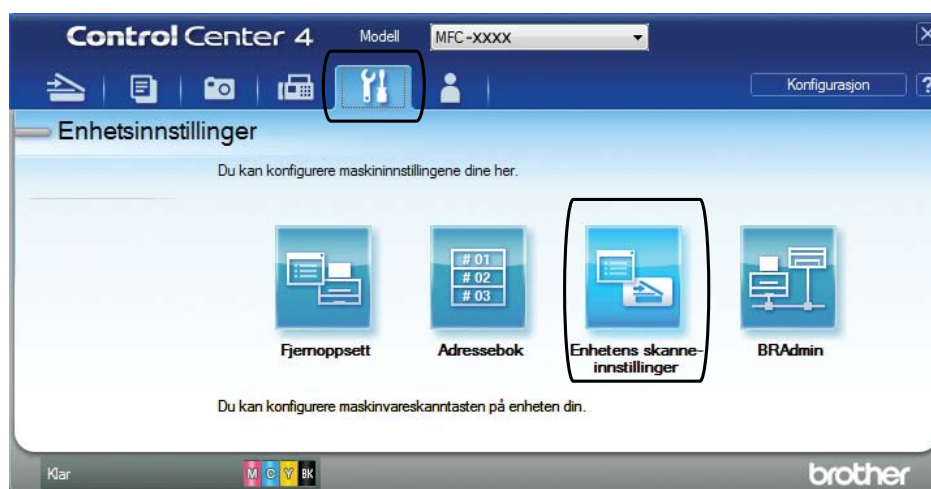 Control Center 4 Modell MFC-XXXX
Konfigurasjon ?
Enhetsinnstillinger
Du kan konfigurere maskininnstillingene dine her.
# 01
# 02
# 03
Fjernoppsett Adressebok Enhetens skanne- BRAdmin
innstillinger
Du kan konfigurere maskinvareskanntasten på enheten din.
Klar M C Y BK brother